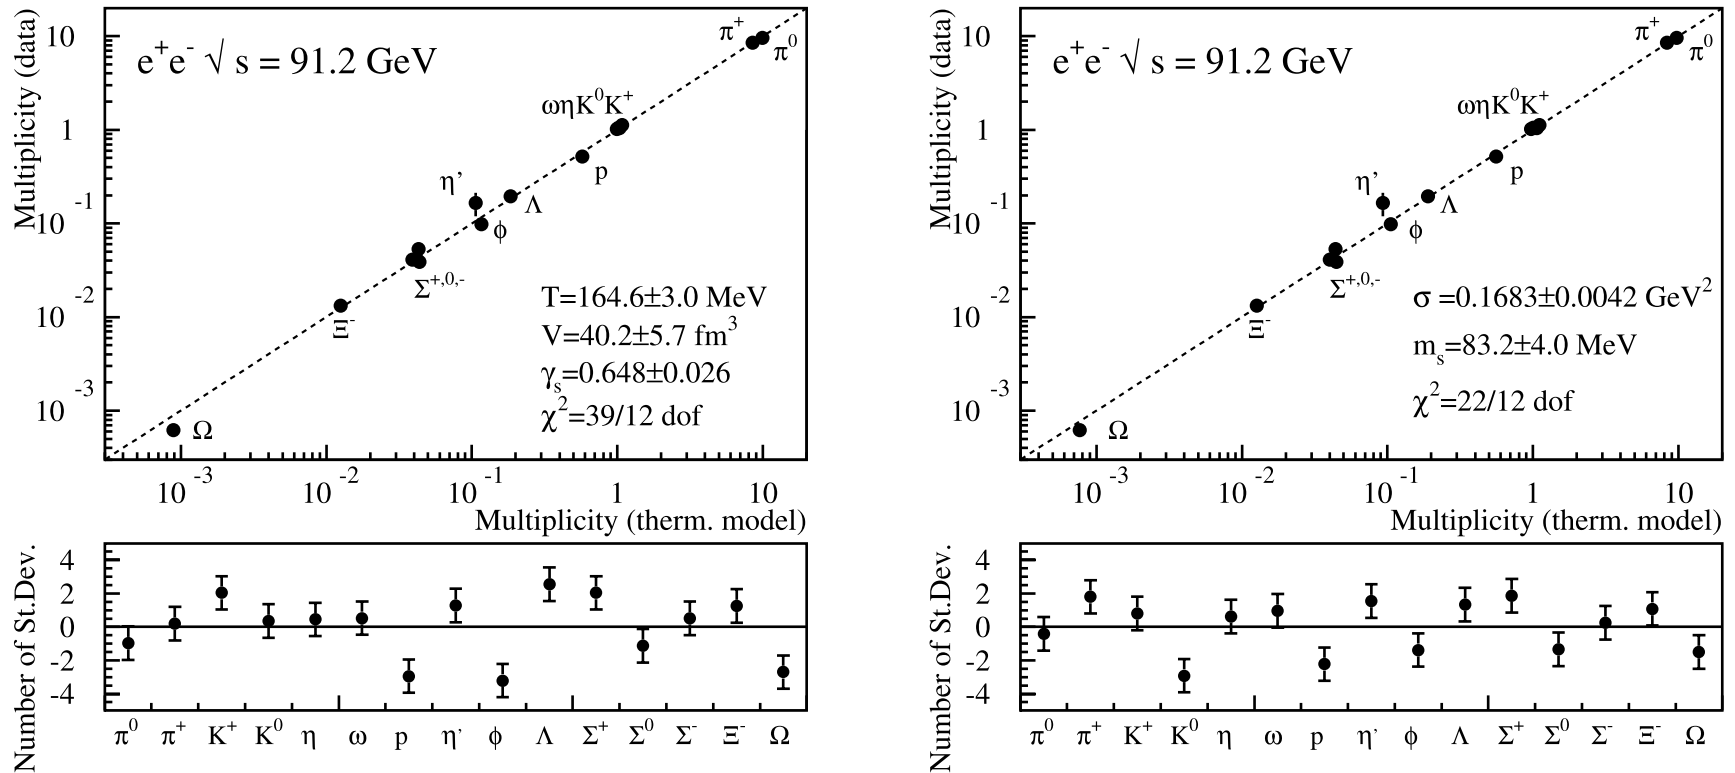 Multiplicity (data)
10
1
10⁻¹
10⁻²
10⁻³
e⁺e⁻ √ s = 91.2 GeV
π⁺
π⁰
ωηK⁰K⁺
p
η’
Λ
ϕ
Σ⁺,⁰,⁻
Ξ⁻
Ω
T=164.6±3.0 MeV
V=40.2±5.7 fm³
γₛ=0.648±0.026
χ²=39/12 dof
10⁻³ 10⁻² 10⁻¹ 1 10
Multiplicity (therm. model)
Number of St.Dev.
4
2
0
-2
-4
π⁰ π⁺ K⁺ K⁰ η ω p η’ ϕ Λ Σ⁺ Σ⁰ Σ⁻ Ξ⁻ Ω
Multiplicity (data)
10
1
10⁻¹
10⁻²
10⁻³
e⁺e⁻ √ s = 91.2 GeV
π⁺
π⁰
ωηK⁰K⁺
p
η’
Λ
ϕ
Σ⁺,⁰,⁻
Ξ⁻
Ω
σ =0.1683±0.0042 GeV²
mₛ=83.2±4.0 MeV
χ²=22/12 dof
10⁻³ 10⁻² 10⁻¹ 1 10
Multiplicity (therm. model)
Number of St.Dev.
4
2
0
-2
-4
π⁰ π⁺ K⁺ K⁰ η ω p η’ ϕ Λ Σ⁺ Σ⁰ Σ⁻ Ξ⁻ Ω